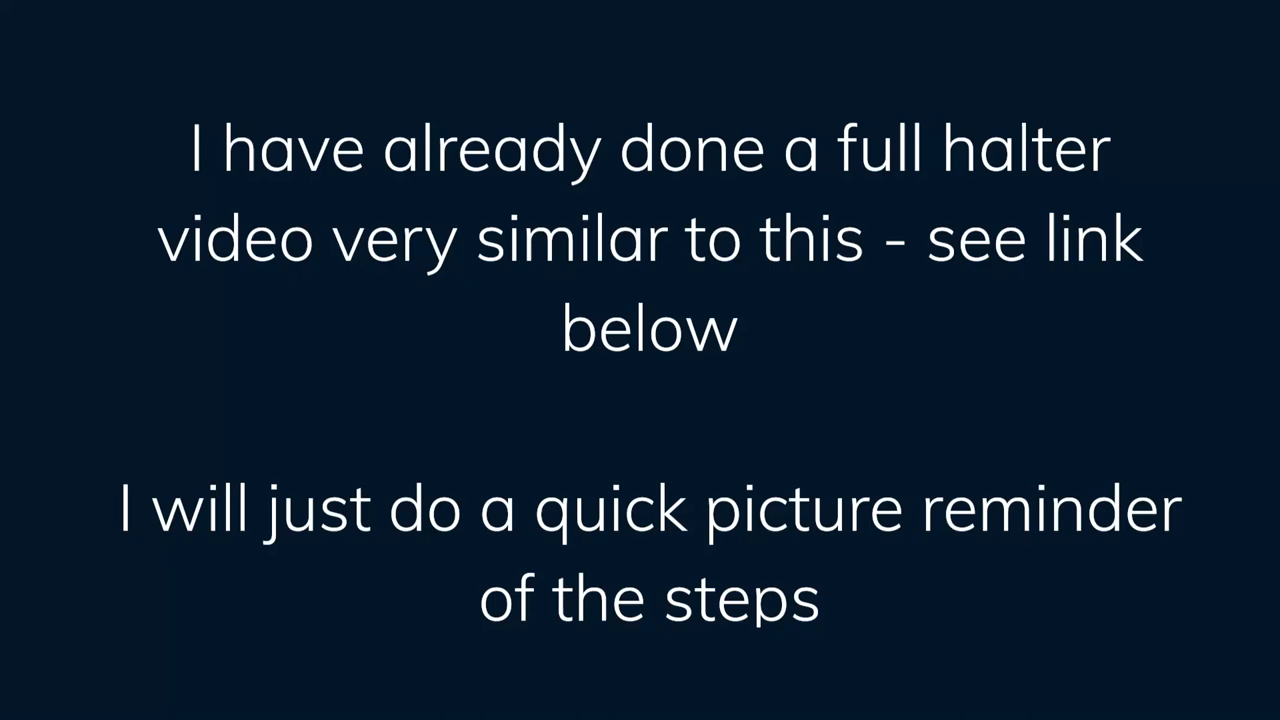 I have already done a full halter
video very similar to this - see link
below
I will just do a quick picture reminder
of the steps